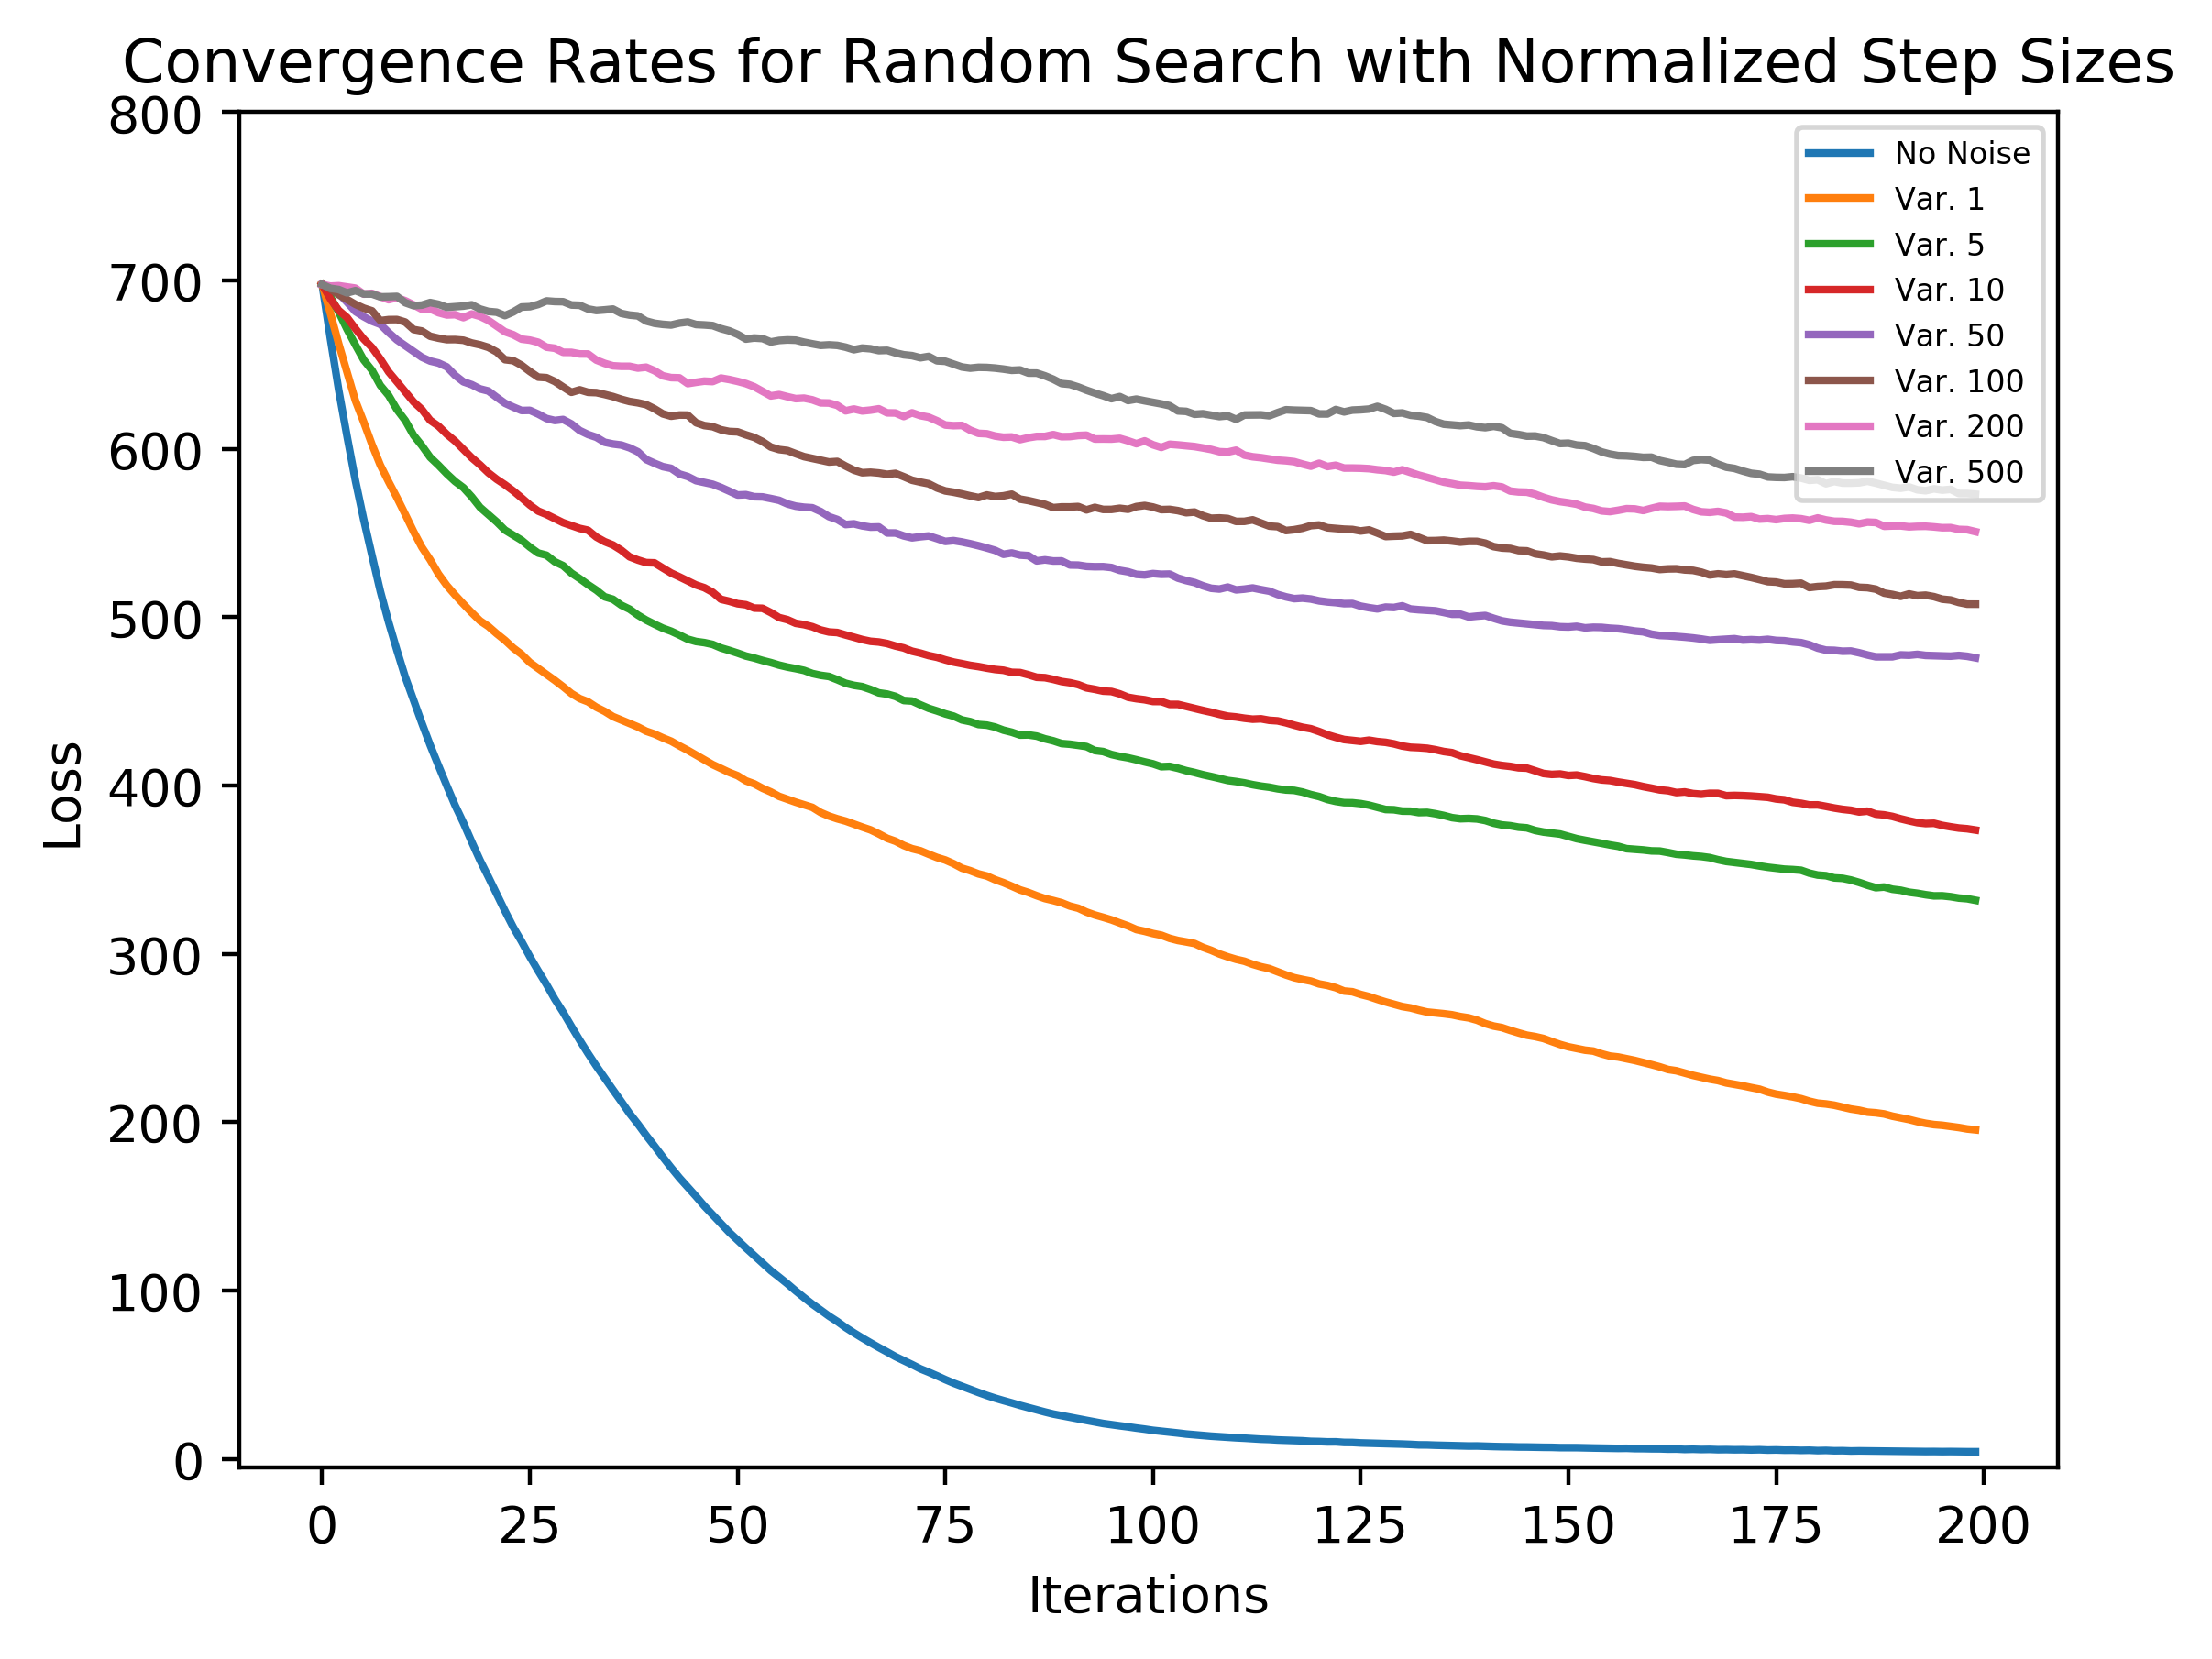 Convergence Rates for Random Search with Normalized Step Sizes
800
700
600
500
400
300
200
100
0
Loss
No Noise
Var. 1
Var. 5
Var. 10
Var. 50
Var. 100
Var. 200
Var. 500
0 25 50 75 100 125 150 175 200
Iterations